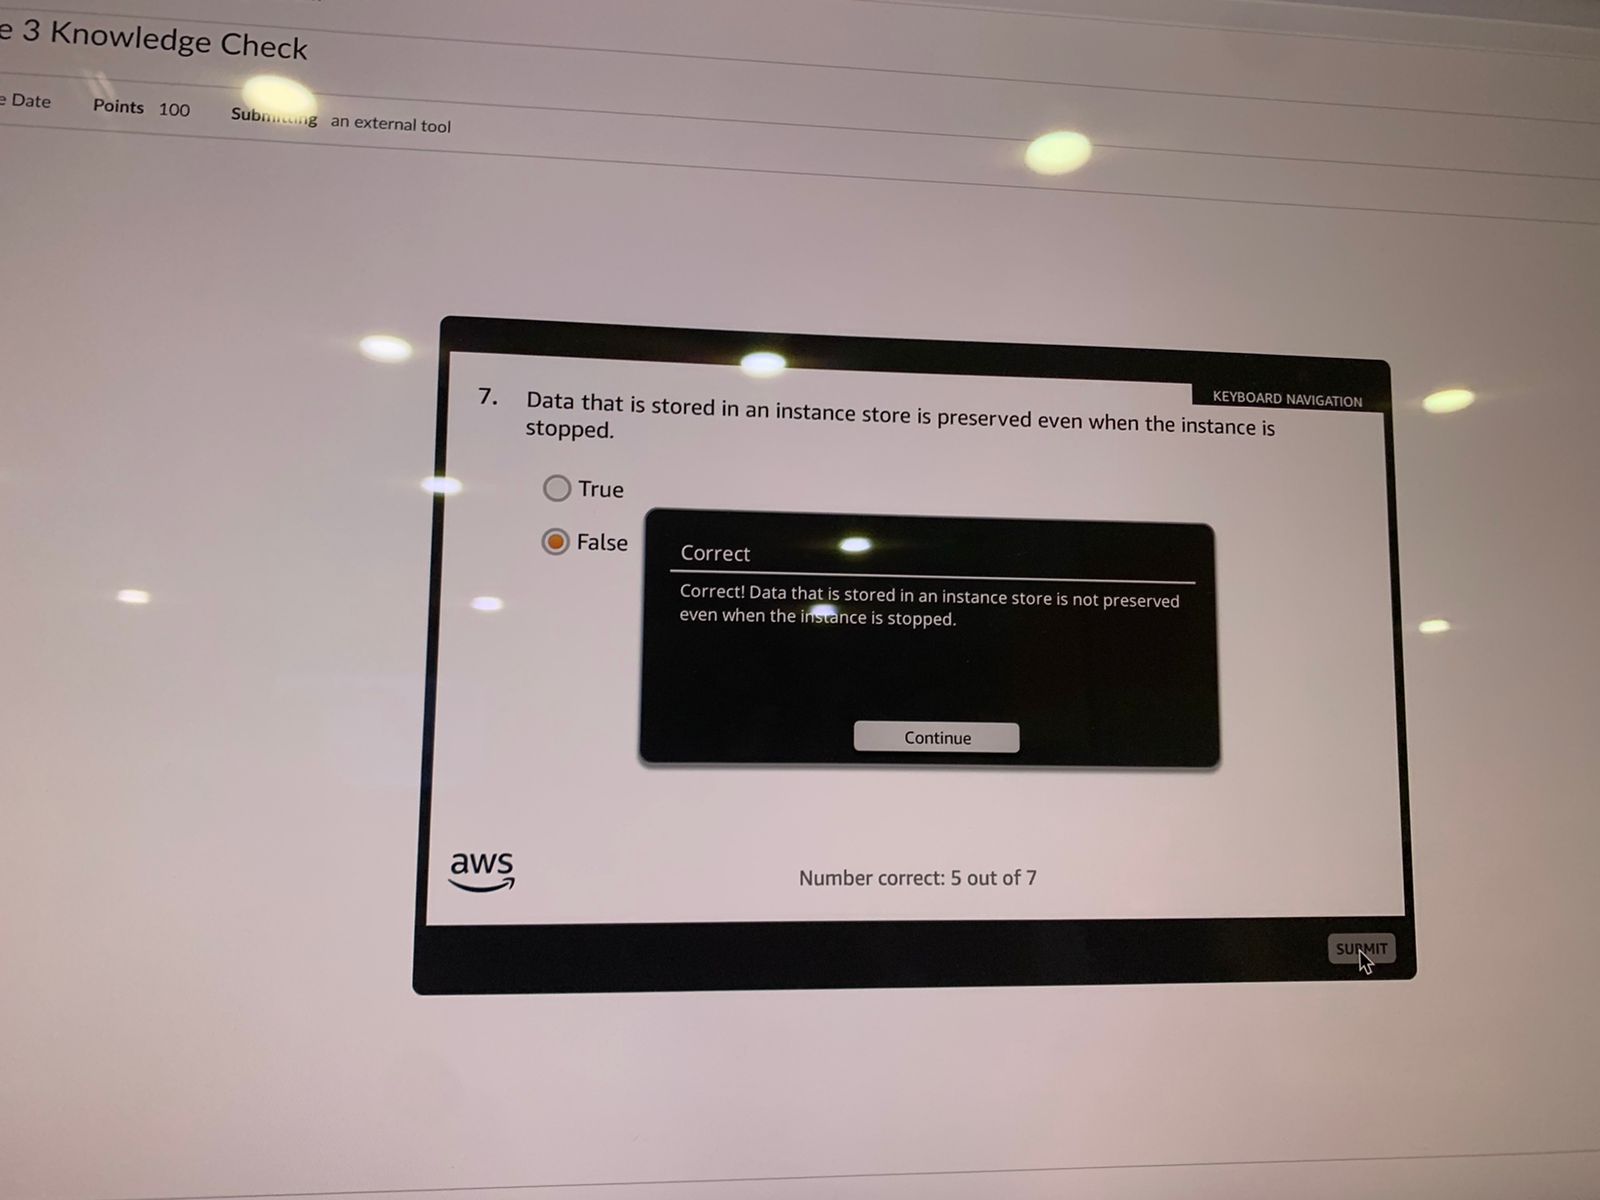 e 3 Knowledge Check
e Date Points 100 Submitting an external tool
KEYBOARD NAVIGATION
7. Data that is stored in an instance store is preserved even when the instance is
stopped.
True
False
Correct
Correct! Data that is stored in an instance store is not preserved
even when the instance is stopped.
Continue
aws
Number correct: 5 out of 7
SUBMIT